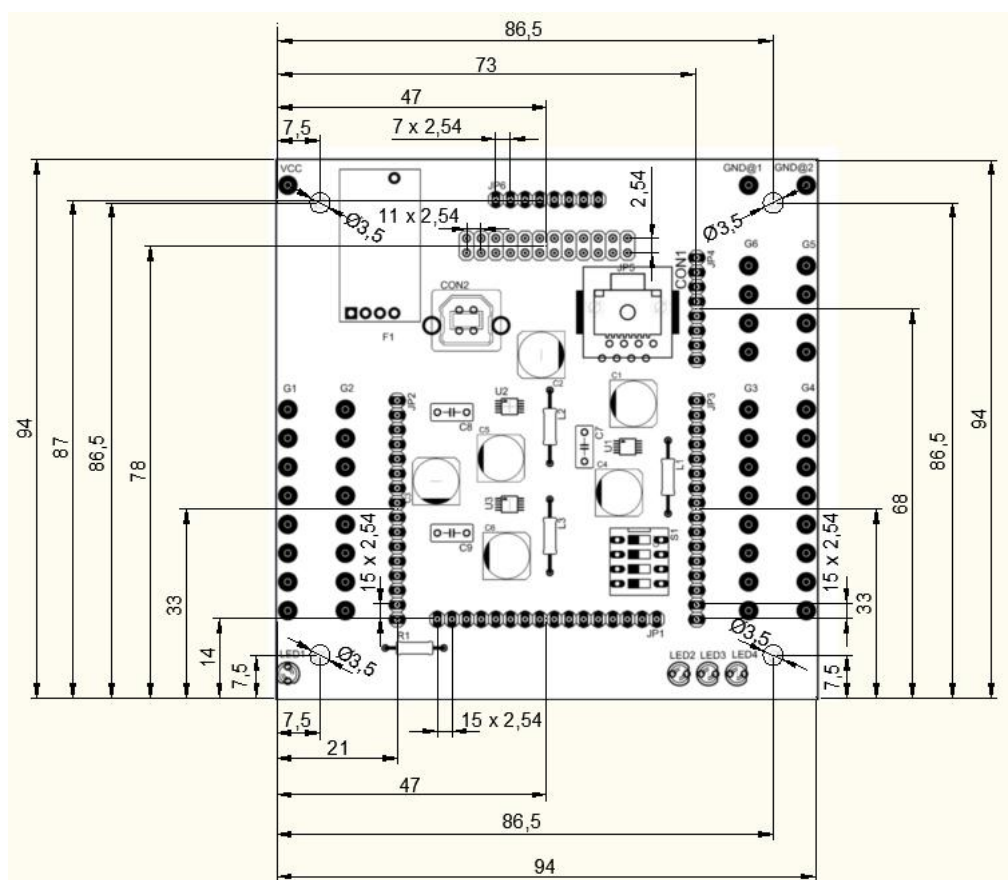 86,5
73
47
7,5
7 x 2,54
VCC
GND@1
GND@2
JP6
2,54
Ø3,5
11 x 2,54
Ø3,5
G6
G5
CON1
JP4
JP5
CON2
F1
C2
C1
G1
G2
JP2
U2
L2
JP3
G3
G4
C8
C5
C7
U1
L1
C4
U3
L3
C9
C6
S1
94
87
86,5
78
33
15 x 2,54
14
7,5
68
15 x 2,54
33
86,5
94
7,5
R1
JP1
LED1
Ø3,5
LED2
LED3
LED4
Ø3,5
7,5
15 x 2,54
21
47
86,5
94